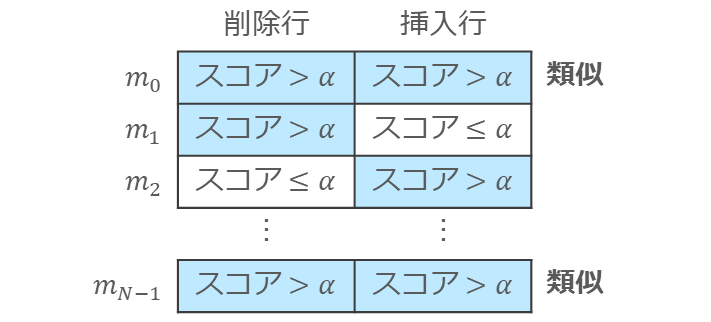 削除行 挿入行
m₀ スコア > α スコア > α 類似
m₁ スコア > α スコア ≤ α
m₂ スコア ≤ α スコア > α
⋮ ⋮
m_{N−1} スコア > α スコア > α 類似